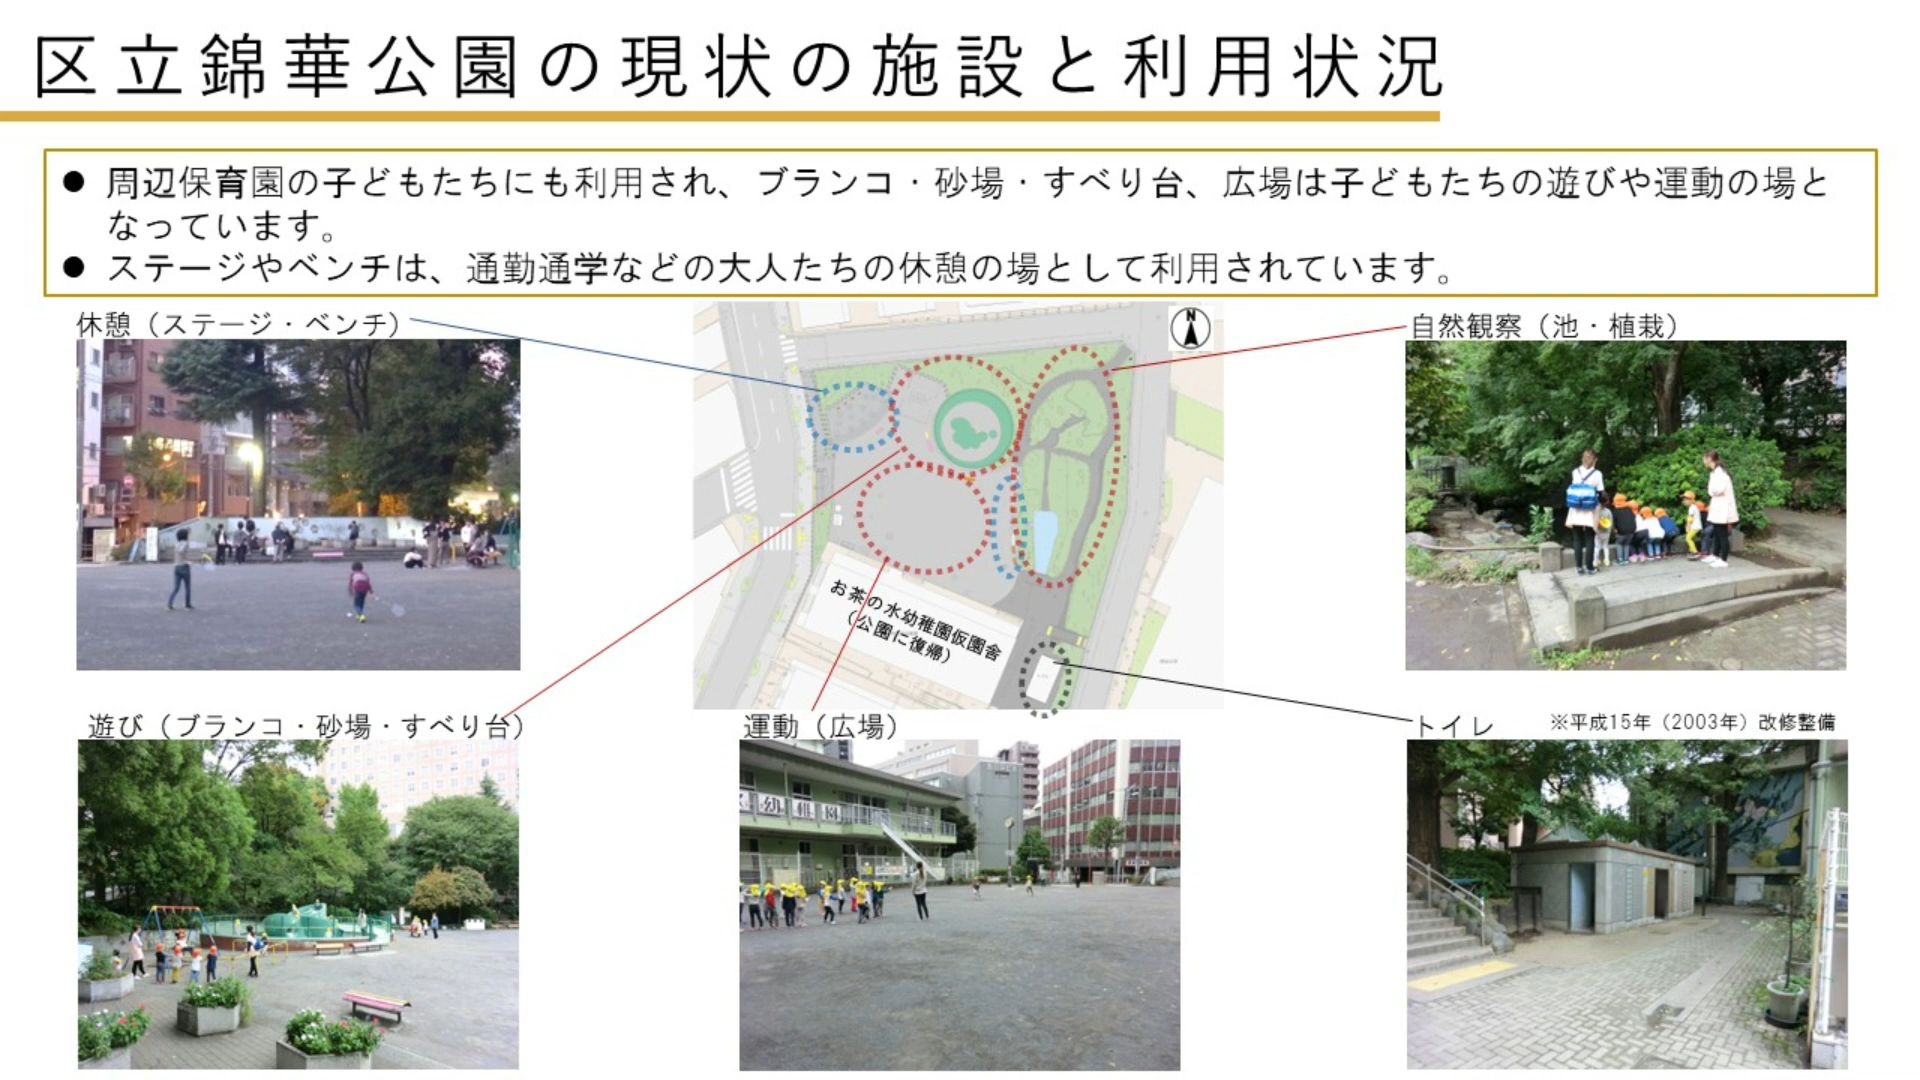 区立錦華公園の現状の施設と利用状況
● 周辺保育園の子どもたちにも利用され、ブランコ・砂場・すべり台、広場は子どもたちの遊びや運動の場と
なっています。
● ステージやベンチは、通勤通学などの大人たちの休憩の場として利用されています。
休憩（ステージ・ベンチ）
N
自然観察（池・植栽）
お茶の水幼稚園仮園舎
（公園に復帰）
遊び（ブランコ・砂場・すべり台）
運動（広場）
トイレ ※平成15年（2003年）改修整備
幼稚園